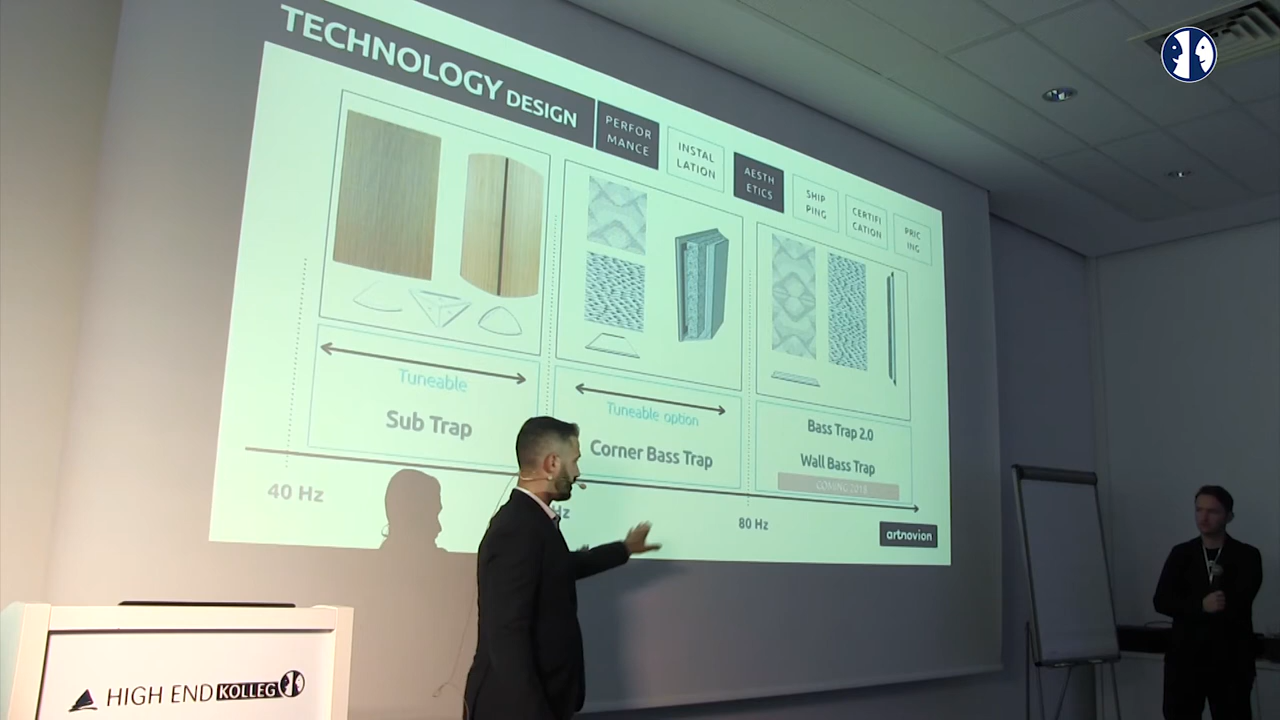 TECHNOLOGY DESIGN
PERFOR
MANCE
INSTAL
LATION
AESTH
ETICS
SHIP
PING
CERTIFI
CATION
PRIC
ING
Tuneable
Sub Trap
Tuneable option
Corner Bass Trap
Bass Trap 2.0
Wall Bass Trap
COMING 2018
40 Hz
Hz
80 Hz
artnovion
HIGH END KOLLEG